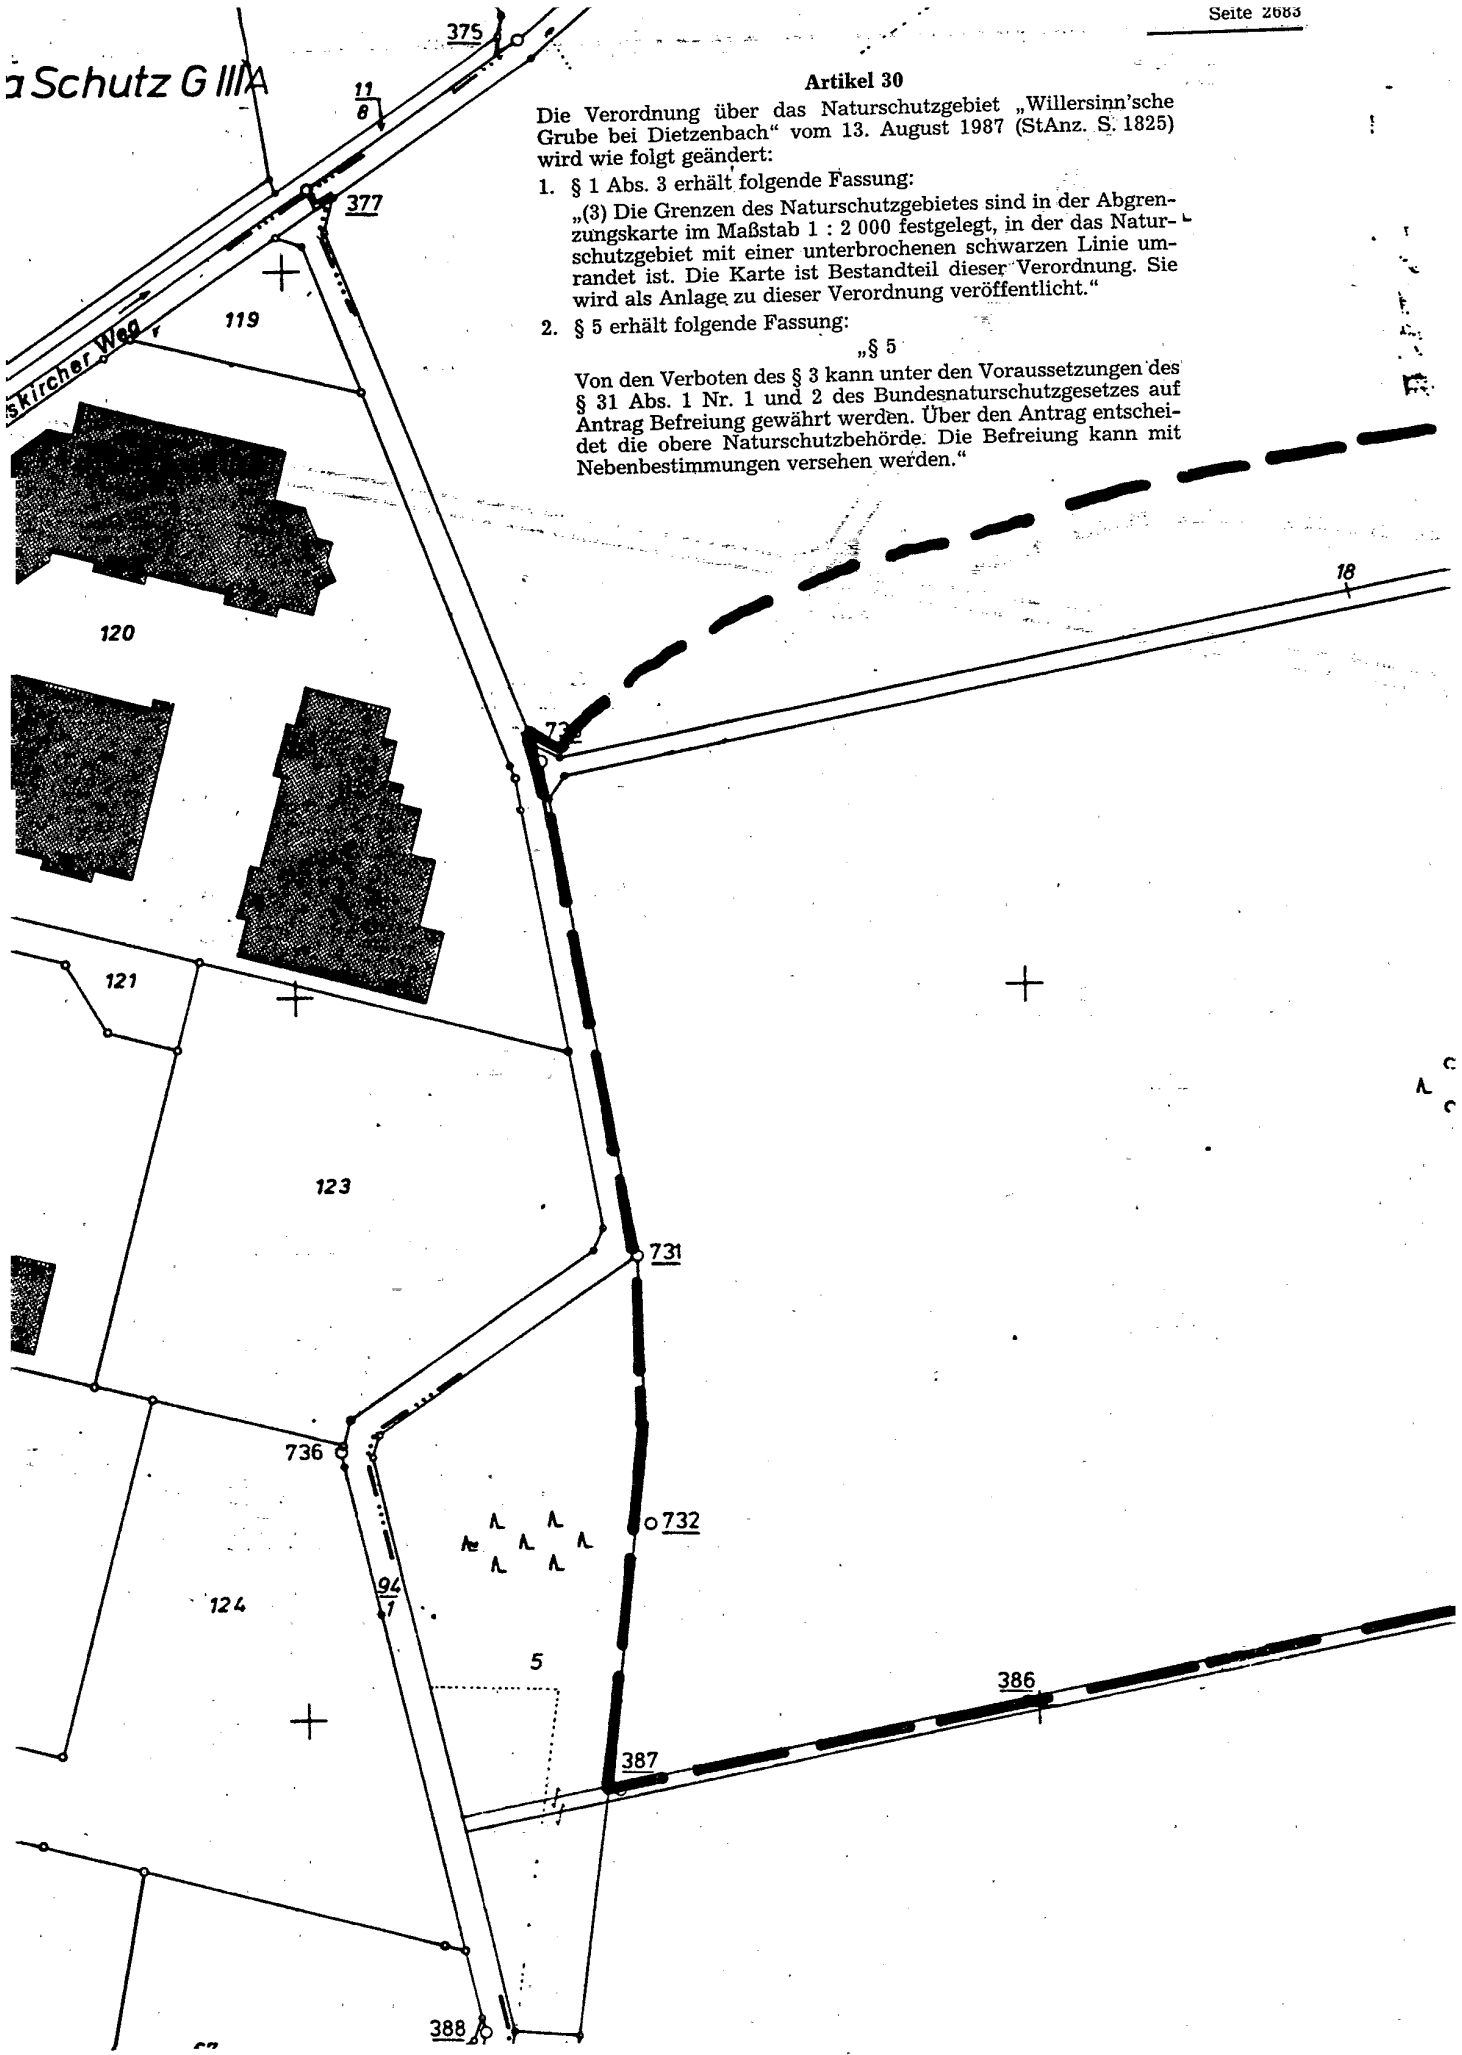 Seite 2683
375
a Schutz G III A
11
8
Artikel 30
Die Verordnung über das Naturschutzgebiet „Willersinn'sche
Grube bei Dietzenbach“ vom 13. August 1987 (StAnz. S. 1825)
wird wie folgt geändert:
1. § 1 Abs. 3 erhält folgende Fassung:
„(3) Die Grenzen des Naturschutzgebietes sind in der Abgren-
zungskarte im Maßstab 1 : 2 000 festgelegt, in der das Natur-
schutzgebiet mit einer unterbrochenen schwarzen Linie um-
randet ist. Die Karte ist Bestandteil dieser Verordnung. Sie
wird als Anlage zu dieser Verordnung veröffentlicht.“
2. § 5 erhält folgende Fassung:
„§ 5
Von den Verboten des § 3 kann unter den Voraussetzungen des
§ 31 Abs. 1 Nr. 1 und 2 des Bundesnaturschutzgesetzes auf
Antrag Befreiung gewährt werden. Über den Antrag entschei-
det die obere Naturschutzbehörde. Die Befreiung kann mit
Nebenbestimmungen versehen werden.“
377
119
skircher Weg
18
120
121
123
731
736
732
94
1
124
5
386
387
388